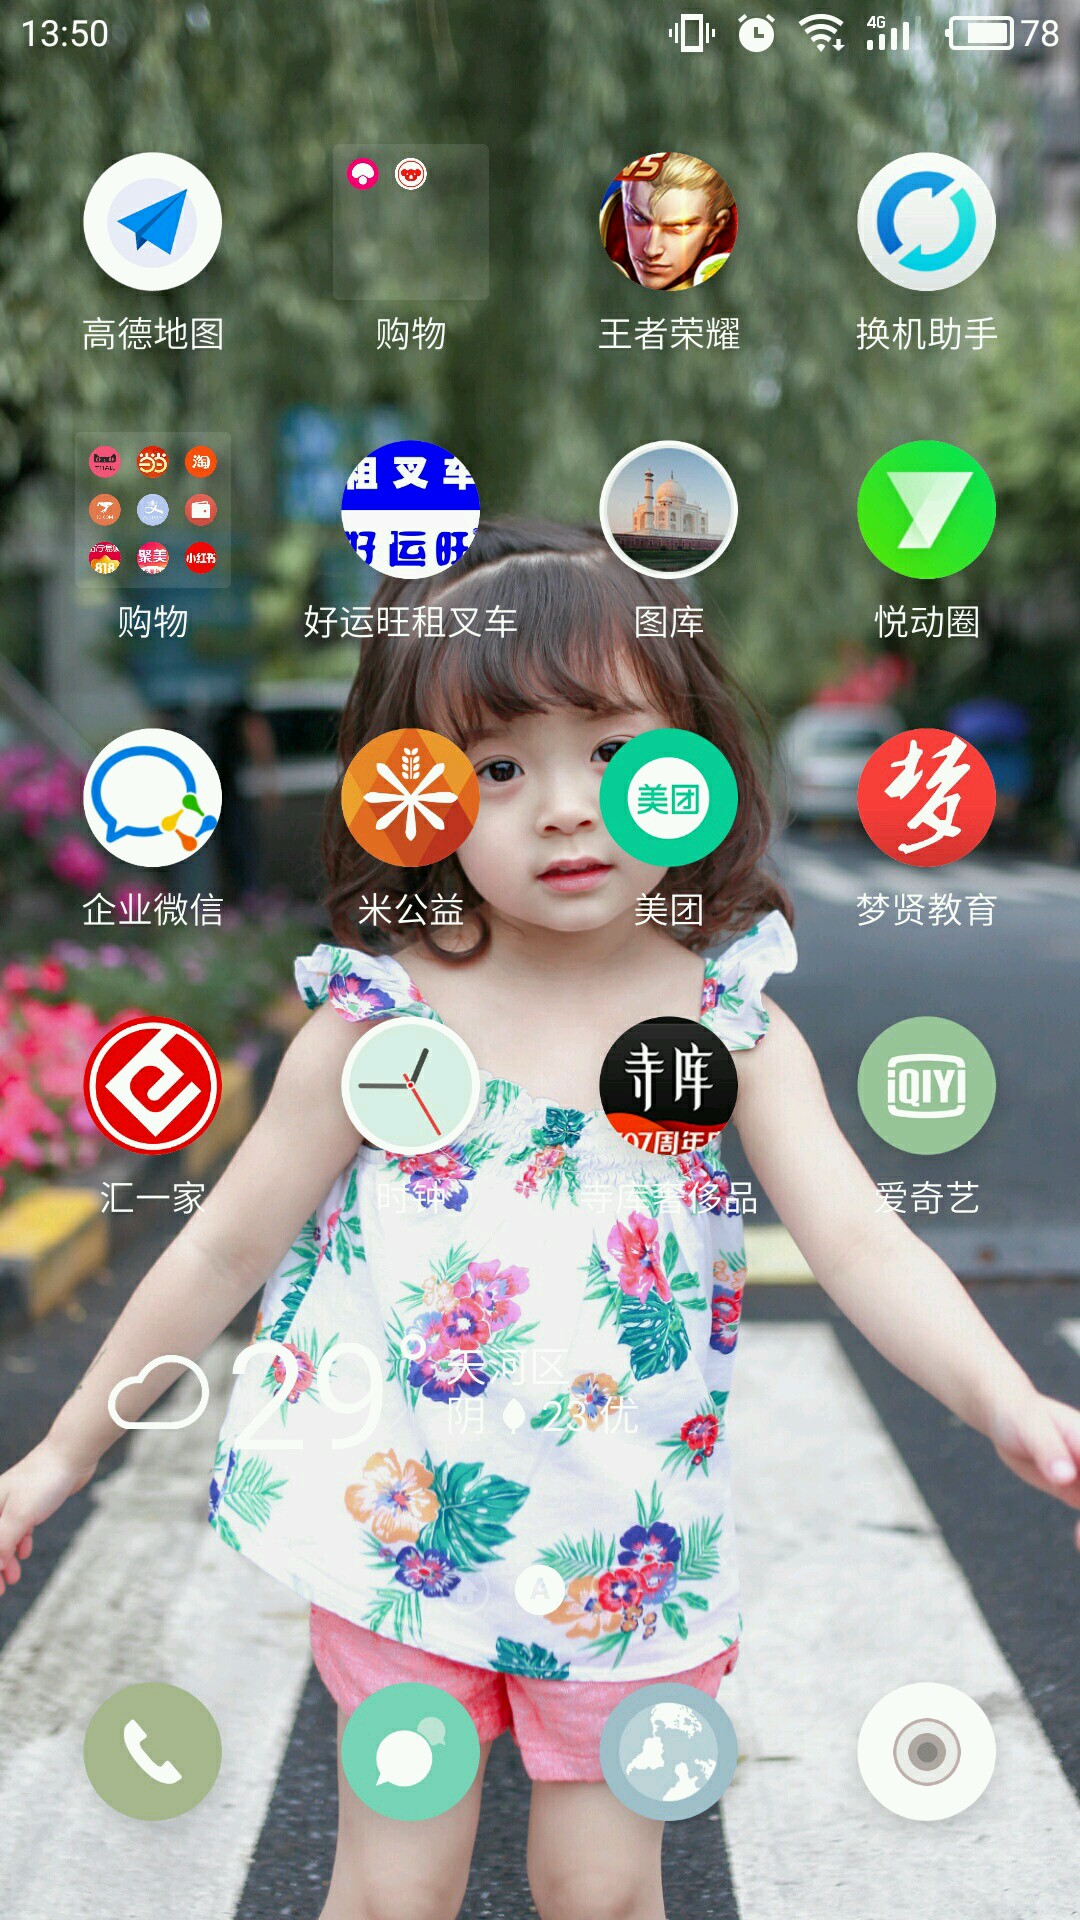 13:50
4G
78
高德地图
购物
王者荣耀
换机助手
租叉车
好运旺
淘
聚美
小红书
818
购物
好运旺租叉车
图库
悦动圈
美团
梦
企业微信
米公益
美团
梦贤教育
寺库
07周年
iQIYI
汇一家
时钟
寺库奢侈品
爱奇艺
29°
天河区
阴 23 优
A